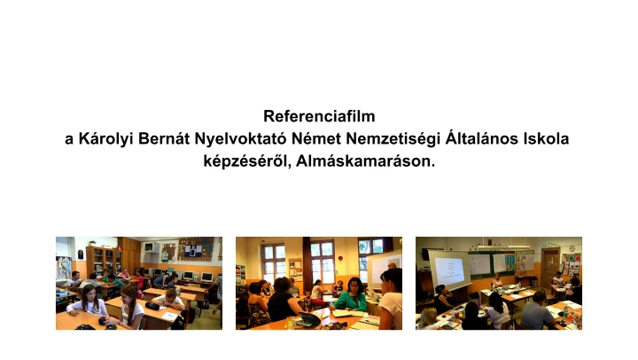 Referenciafilm
a Károlyi Bernát Nyelvoktató Német Nemzetiségi Általános Iskola
képzéséről, Almáskamaráson.